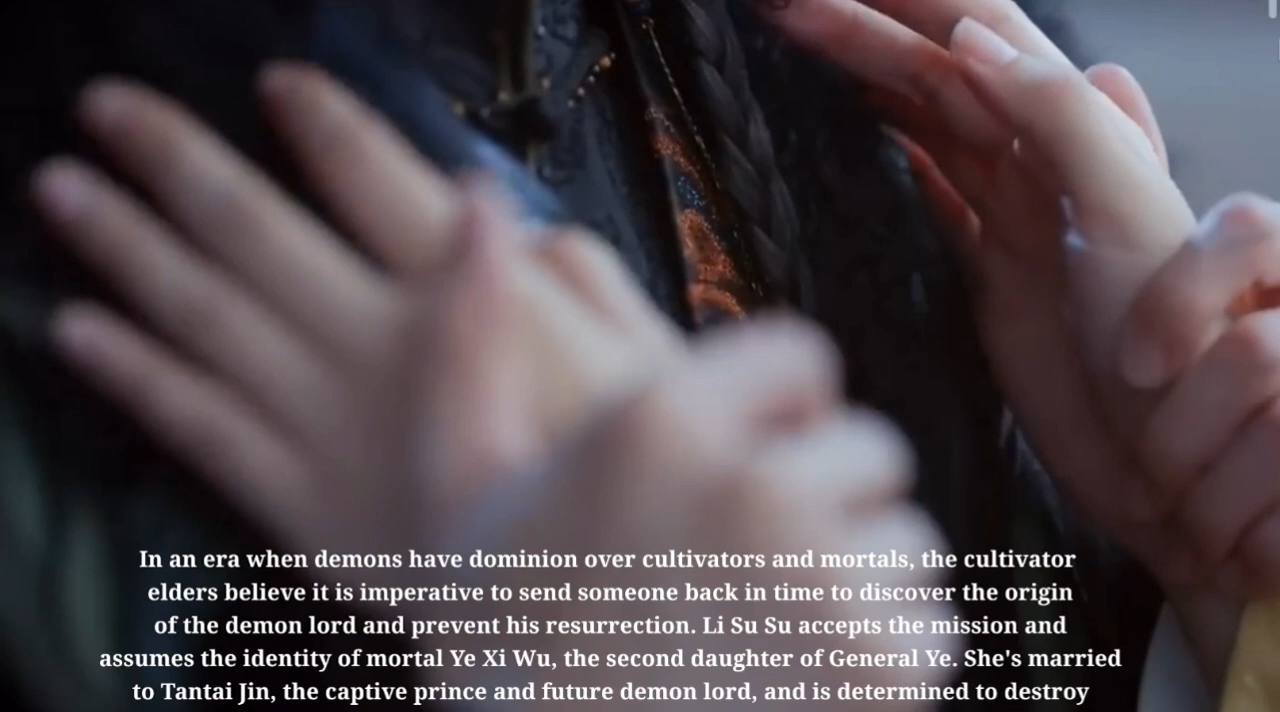 In an era when demons have dominion over cultivators and mortals, the cultivator
elders believe it is imperative to send someone back in time to discover the origin
of the demon lord and prevent his resurrection. Li Su Su accepts the mission and
assumes the identity of mortal Ye Xi Wu, the second daughter of General Ye. She's married
to Tantai Jin, the captive prince and future demon lord, and is determined to destroy